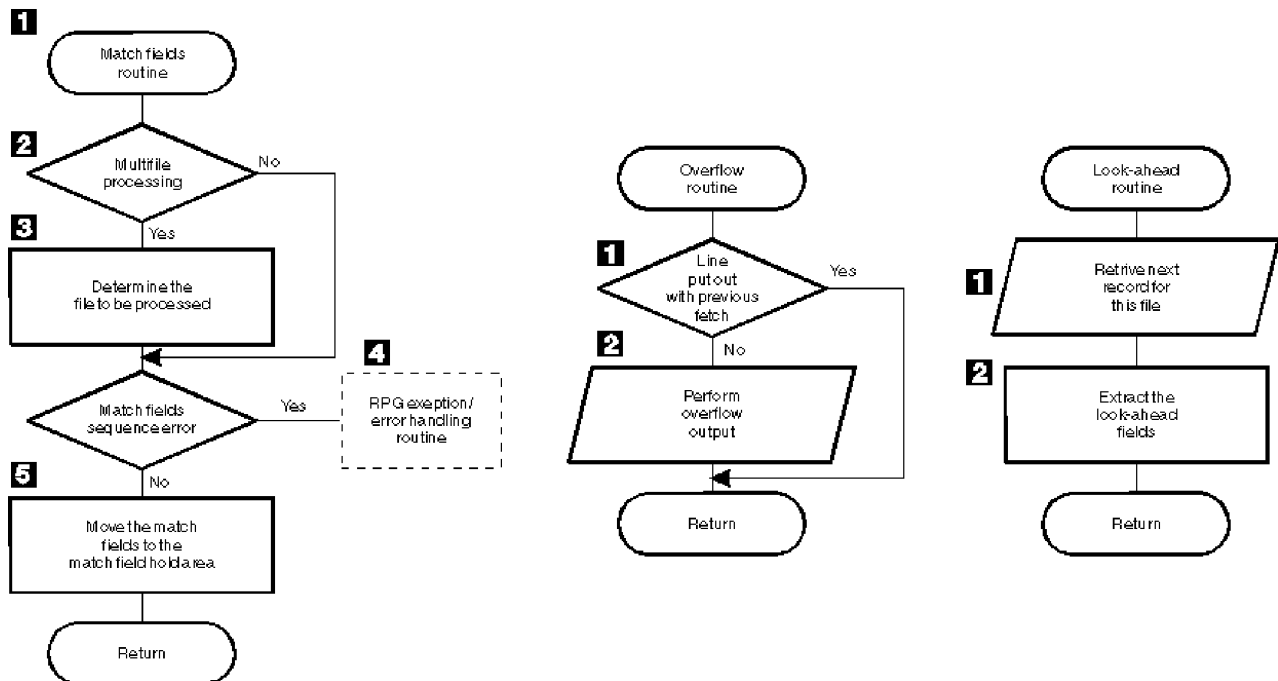 1
Match fields
routine
2
Multifile
processing
No
Yes
3
Determine the
file to be processed
4
RPG exeption/
error handling
routine
Match fields
sequence error
Yes
No
5
Move the match
fields to the
match field hold area
Return
Overflow
routine
1
Line
put out
with previous
fetch
Yes
No
2
Perform
overflow
output
Return
Look-ahead
routine
1
Retrive next
record for
this file
2
Extract the
look-ahead
fields
Return